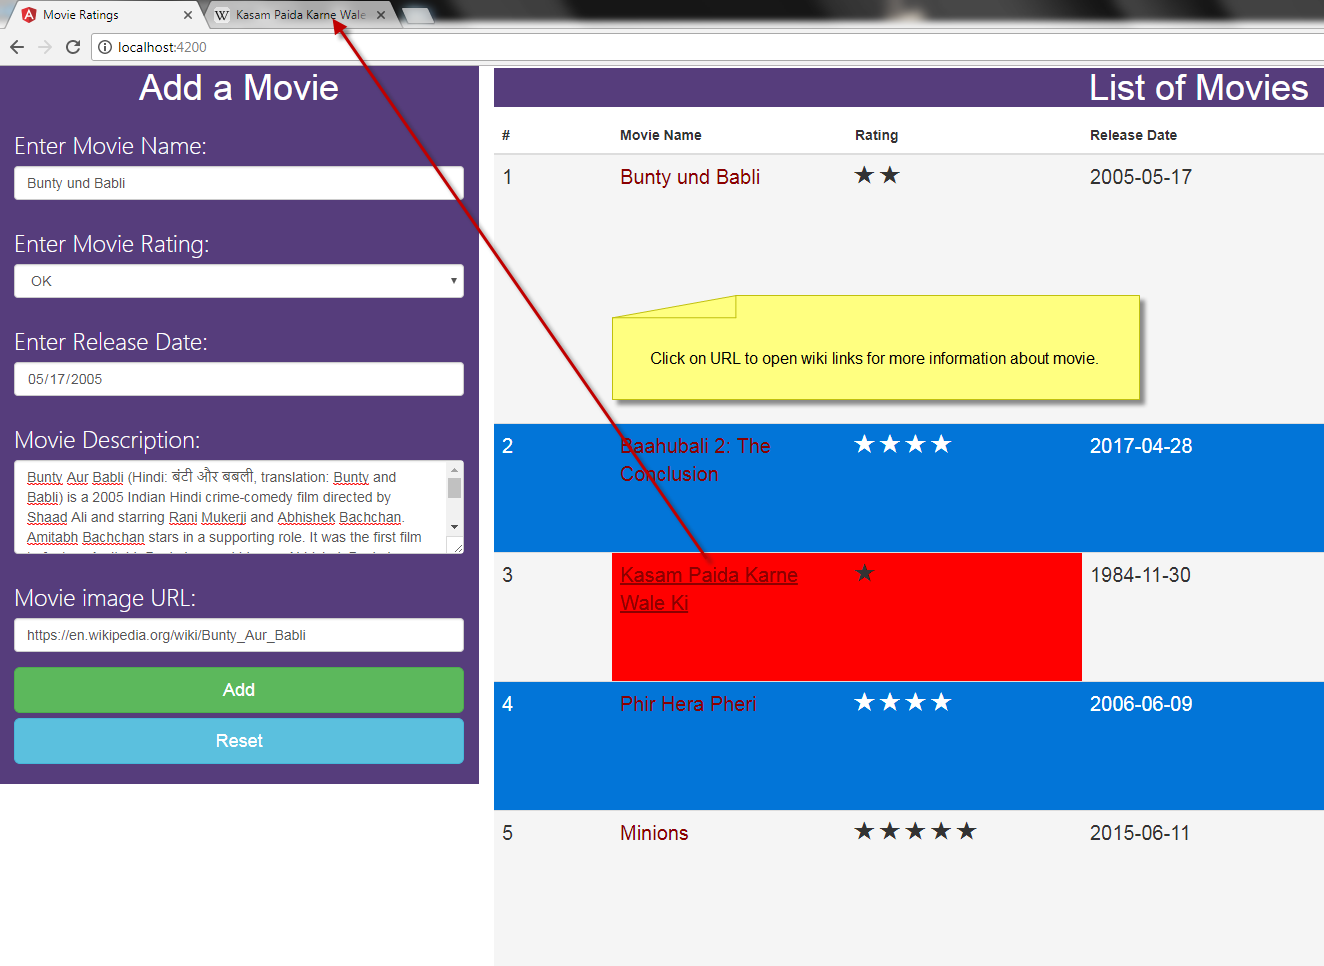 Movie Ratings
Kasam Paida Karne Wale
localhost:4200
Add a Movie
Enter Movie Name:
Bunty und Babli
Enter Movie Rating:
OK
Enter Release Date:
05/17/2005
Movie Description:
Bunty Aur Babli (Hindi: बंटी और बबली, translation: Bunty and
Babli) is a 2005 Indian Hindi crime-comedy film directed by
Shaad Ali and starring Rani Mukerji and Abhishek Bachchan.
Amitabh Bachchan stars in a supporting role. It was the first film
Movie image URL:
https://en.wikipedia.org/wiki/Bunty_Aur_Babli
Add
Reset
List of Movies
# Movie Name Rating Release Date
1 Bunty und Babli ★★ 2005-05-17
Click on URL to open wiki links for more information about movie.
2 Baahubali 2: The ★★★★ 2017-04-28
Conclusion
3 Kasam Paida Karne ★ 1984-11-30
Wale Ki
4 Phir Hera Pheri ★★★★ 2006-06-09
5 Minions ★★★★★ 2015-06-11